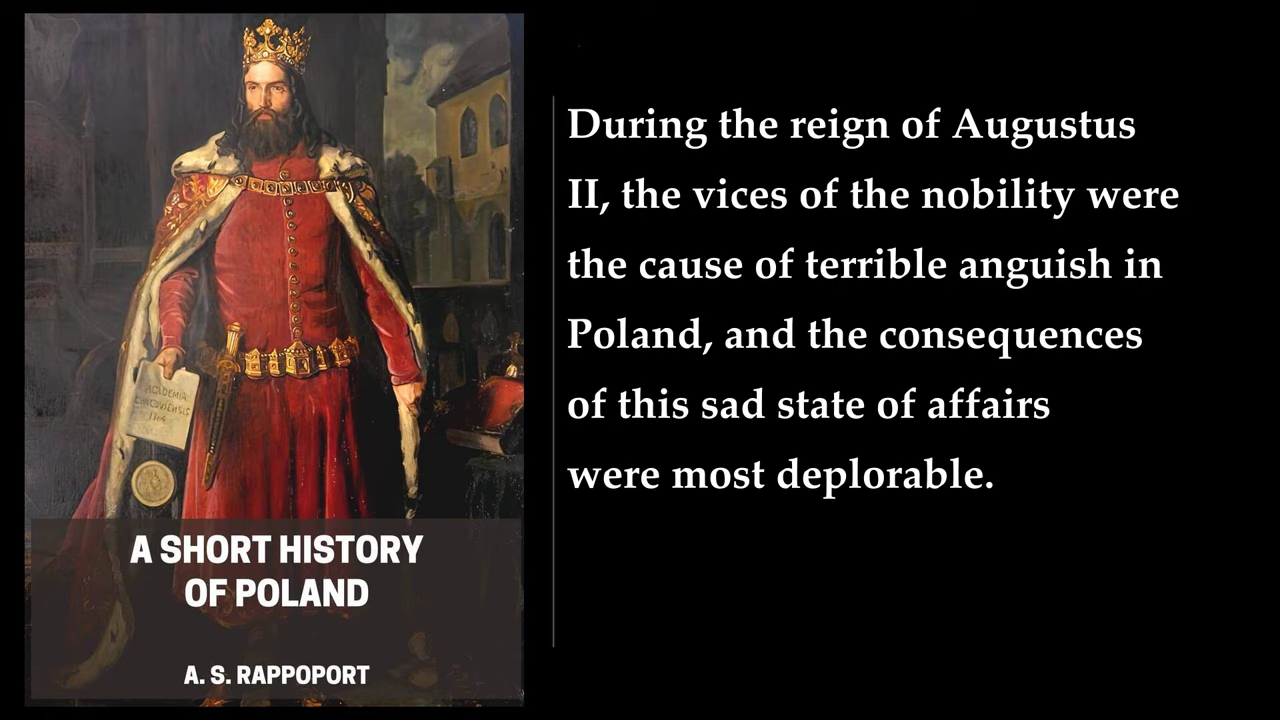 ACADEMIA
A SHORT HISTORY
OF POLAND
A. S. RAPPOPORT
During the reign of Augustus
II, the vices of the nobility were
the cause of terrible anguish in
Poland, and the consequences
of this sad state of affairs
were most deplorable.